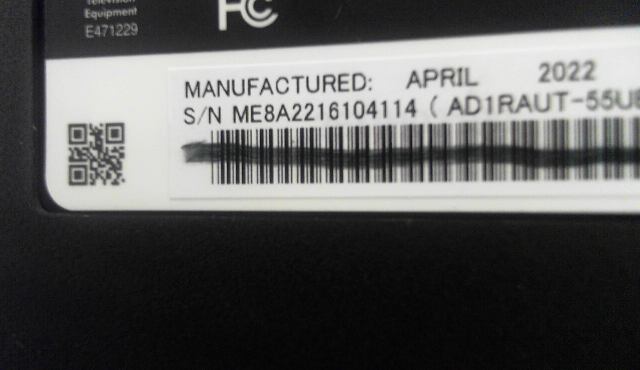 Television
Equipment
E471229
FC
MANUFACTURED: APRIL 2022
S/N ME8A2216104114 ( AD1RAUT-55U